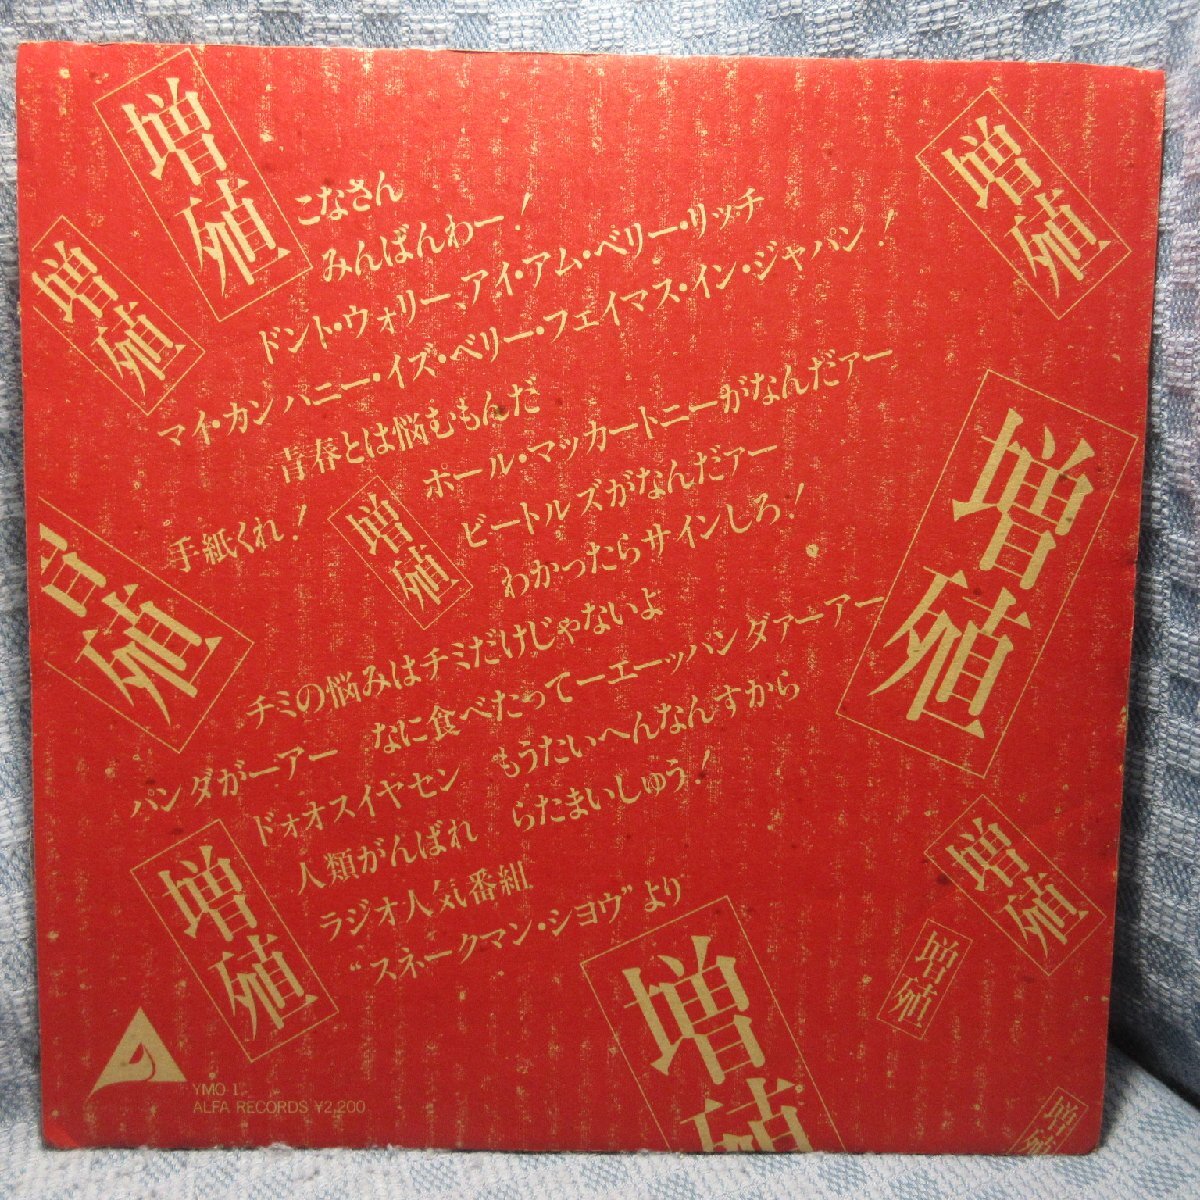 増殖
増殖
増殖
こなさん
みんばんわー!
ドント・ウォリー、アイ・アム・ベリー・リッチ
マイ・カンパニー・イズ・ベリー・フェイマス・イン・ジャパン!
青春とは悩むもんだ
手紙くれ!
増殖
ポール・マッカートニーがなんだァー
ビートルズがなんだァー
わかったらサインしろ!
増殖
増殖
チミの悩みはチミだけじゃないよ
パンダがーアー なに食べたってーエーッパンダァーアー
ドォオスイヤセン もうたいへんなんすから
人類がんばれ らたまいしゅう!
ラジオ人気番組
“スネークマン・ショウ”より
増殖
増殖
増殖
増殖
増殖
YMO-1
ALFA RECORDS ¥2,200